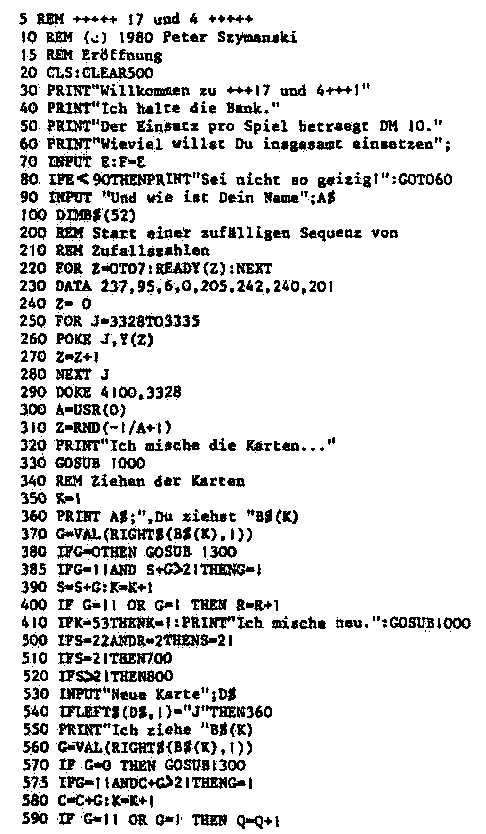 5 REM +++++ 17 und 4 +++++
10 REM (c) 1980 Peter Szymanski
15 REM Eröffnung
20 CLS:CLEAR500
30 PRINT"Willkommen zu +++17 und 4+++!"
40 PRINT"Ich halte die Bank."
50 PRINT"Der Einsatz pro Spiel betraegt DM 10."
60 PRINT"Wieviel willst Du insgesamt einsetzen";
70 INPUT E:F=E
80 IFE<90THENPRINT"Sei nicht so geizig!":GOTO60
90 INPUT "Und wie ist Dein Name";A$
100 DIMB$(52)
200 REM Start einer zufälligen Sequenz von
210 REM Zufallszahlen
220 FOR Z=0TO7:READY(Z):NEXT
230 DATA 237,95,6,0,205,242,240,201
240 Z= 0
250 FOR J=3328TO3335
260 POKE J,Y(Z)
270 Z=Z+1
280 NEXT J
290 DOKE 4100,3328
300 A=USR(0)
310 Z=RND(-1/A+1)
320 PRINT"Ich mische die Karten..."
330 GOSUB 1000
340 REM Ziehen der Karten
350 K=1
360 PRINT A$;",Du ziehst "B$(K)
370 G=VAL(RIGHT$(B$(K),1))
380 IFG=0THEN GOSUB 1300
385 IFG=11AND S+G>21THENG=1
390 S=S+G:K=K+1
400 IF G=11 OR G=1 THEN R=R+1
410 IFK=53THENK=1:PRINT"Ich mische neu.":GOSUB1000
500 IFS=22ANDR=2THENS=21
510 IFS=21THEN700
520 IFS>21THEN800
530 INPUT"Neue Karte";D$
540 IFLEFT$(D$,1)="J"THEN360
550 PRINT"Ich ziehe "B$(K)
560 G=VAL(RIGHT$(B$(K),1))
570 IF G=0 THEN GOSUB1300
575 IFG=11ANDC+G>21THENG=1
580 C=C+G:K=K+1
590 IF G=11 OR G=1 THEN Q=Q+1